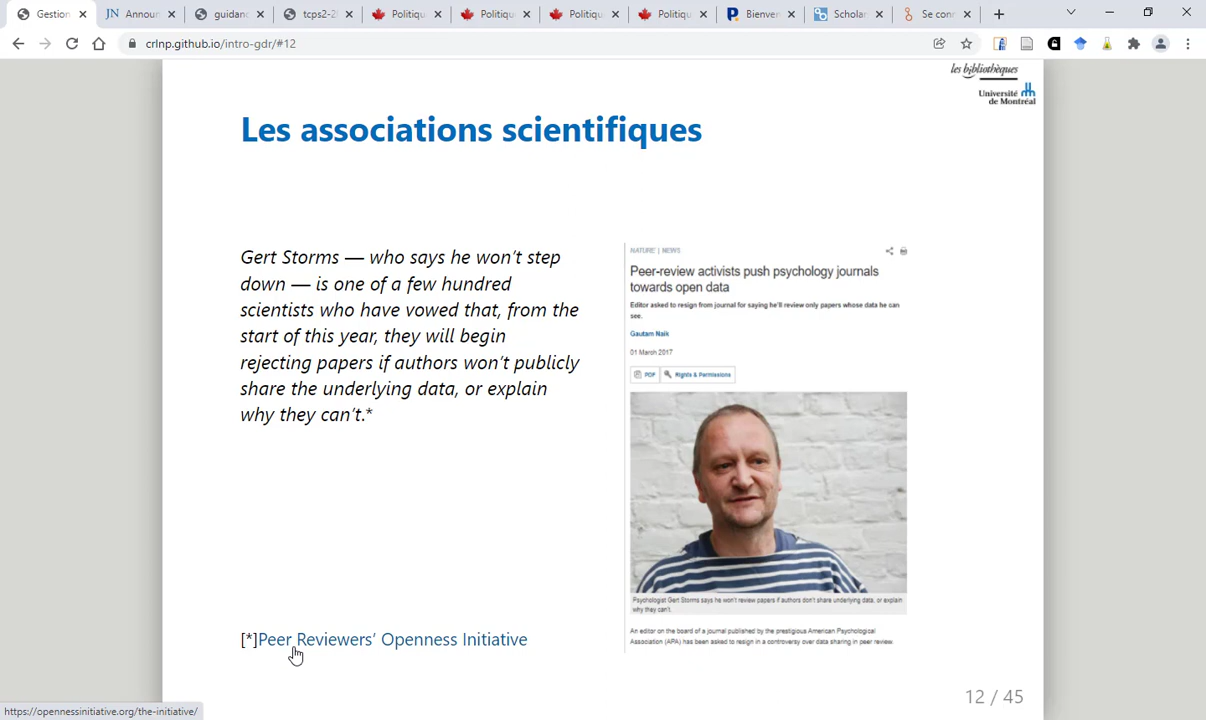 Gestion
Announ
guidanc
tcps2-2
Politiqu
Politiqu
Politiqu
Politiqu
Bienver
Scholar
Se conr
crlnp.github.io/intro-gdr/#12
les bibliothèques
Université
de Montréal
Les associations scientifiques
Gert Storms — who says he won't step
down — is one of a few hundred
scientists who have vowed that, from the
start of this year, they will begin
rejecting papers if authors won't publicly
share the underlying data, or explain
why they can't.*
NATURE | NEWS
Peer-review activists push psychology journals
towards open data
Editor asked to resign from journal for saying he'll review only papers whose data he can
see.
Gautam Naik
01 March 2017
PDF
Rights & Permissions
Psychologist Gert Storms says he won't review papers if authors don't share underlying data, or explain
why they can't.
An editor on the board of a journal published by the prestigious American Psychological
Association (APA) has been asked to resign in a controversy over data sharing in peer review.
[*]Peer Reviewers' Openness Initiative
12 / 45
https://opennessinitiative.org/the-initiative/